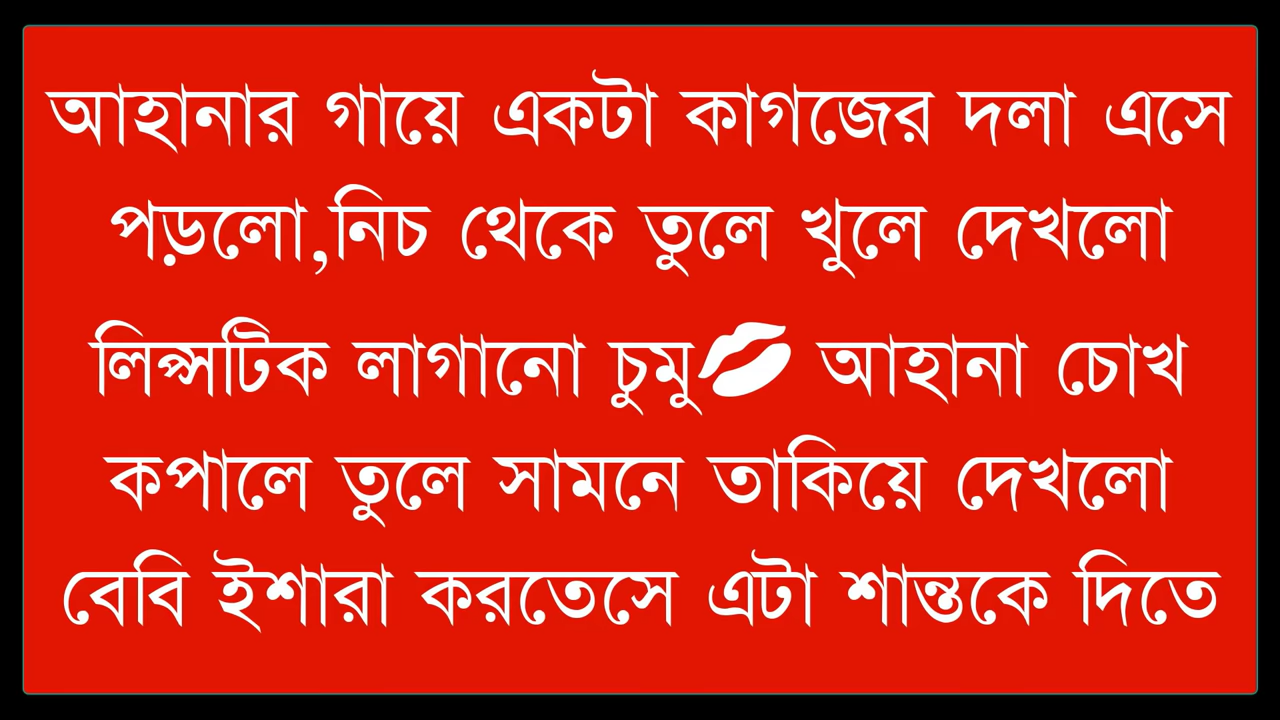 আহানার গায়ে একটা কাগজের দলা এসে
পড়লো,নিচ থেকে তুলে খুলে দেখলো
লিপ্সটিক লাগানো চুমু💋 আহানা চোখ
কপালে তুলে সামনে তাকিয়ে দেখলো
বেবি ইশারা করতেসে এটা শান্তকে দিতে